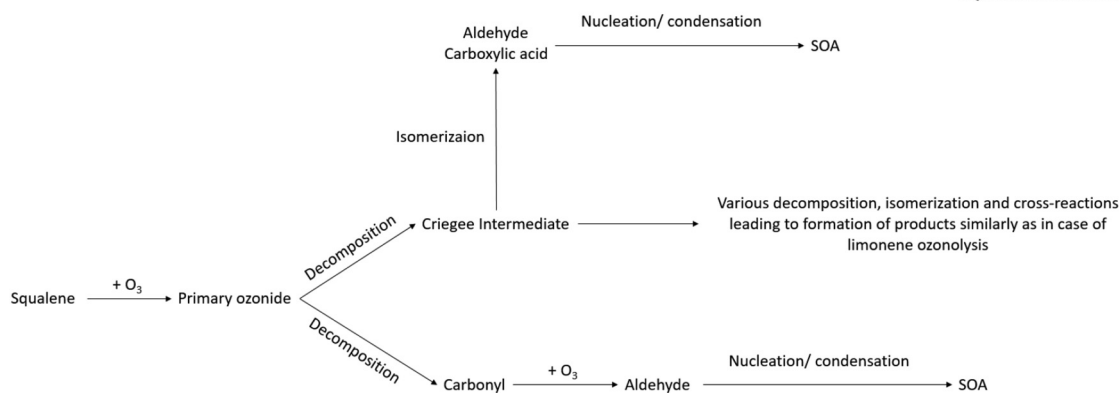 Nucleation/ condensation
Aldehyde
Carboxylic acid
SOA
Isomerizaion
Various decomposition, isomerization and cross-reactions
leading to formation of products similarly as in case of
limonene ozonolysis
Criegee Intermediate
Decomposition
+ O₃
Squalene
Primary ozonide
Decomposition
Nucleation/ condensation
+ O₃
Carbonyl
Aldehyde
SOA